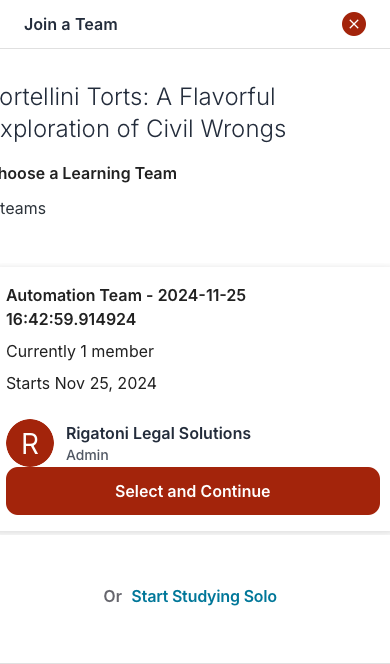 Join a Team
ortellini Torts: A Flavorful
xploration of Civil Wrongs
hoose a Learning Team
teams
Automation Team - 2024-11-25
16:42:59.914924
Currently 1 member
Starts Nov 25, 2024
R
Rigatoni Legal Solutions
Admin
Select and Continue
Or Start Studying Solo